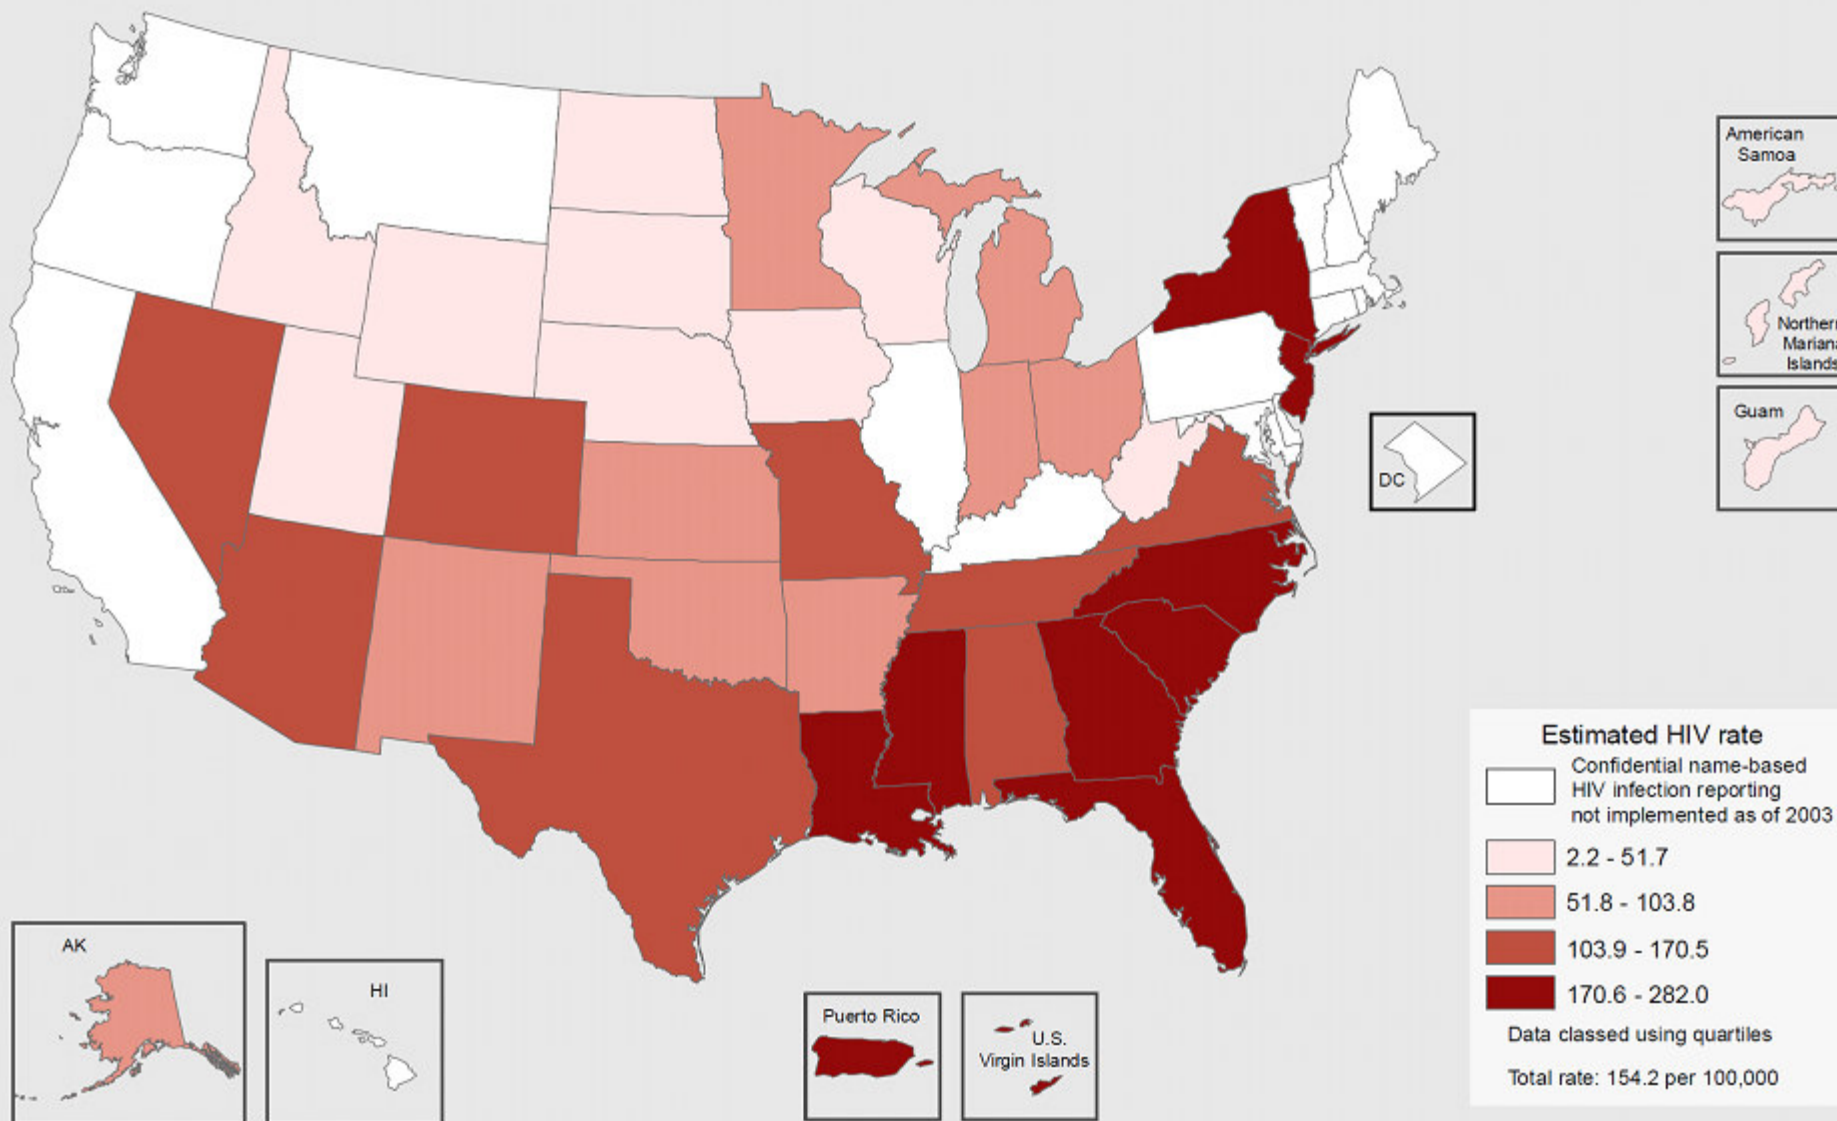 American
Samoa
Northern
Mariana
Islands
Guam
DC
Estimated HIV rate
Confidential name-based
HIV infection reporting
not implemented as of 2003
2.2 - 51.7
51.8 - 103.8
103.9 - 170.5
170.6 - 282.0
Data classed using quartiles
Total rate: 154.2 per 100,000
AK
HI
Puerto Rico
U.S.
Virgin Islands